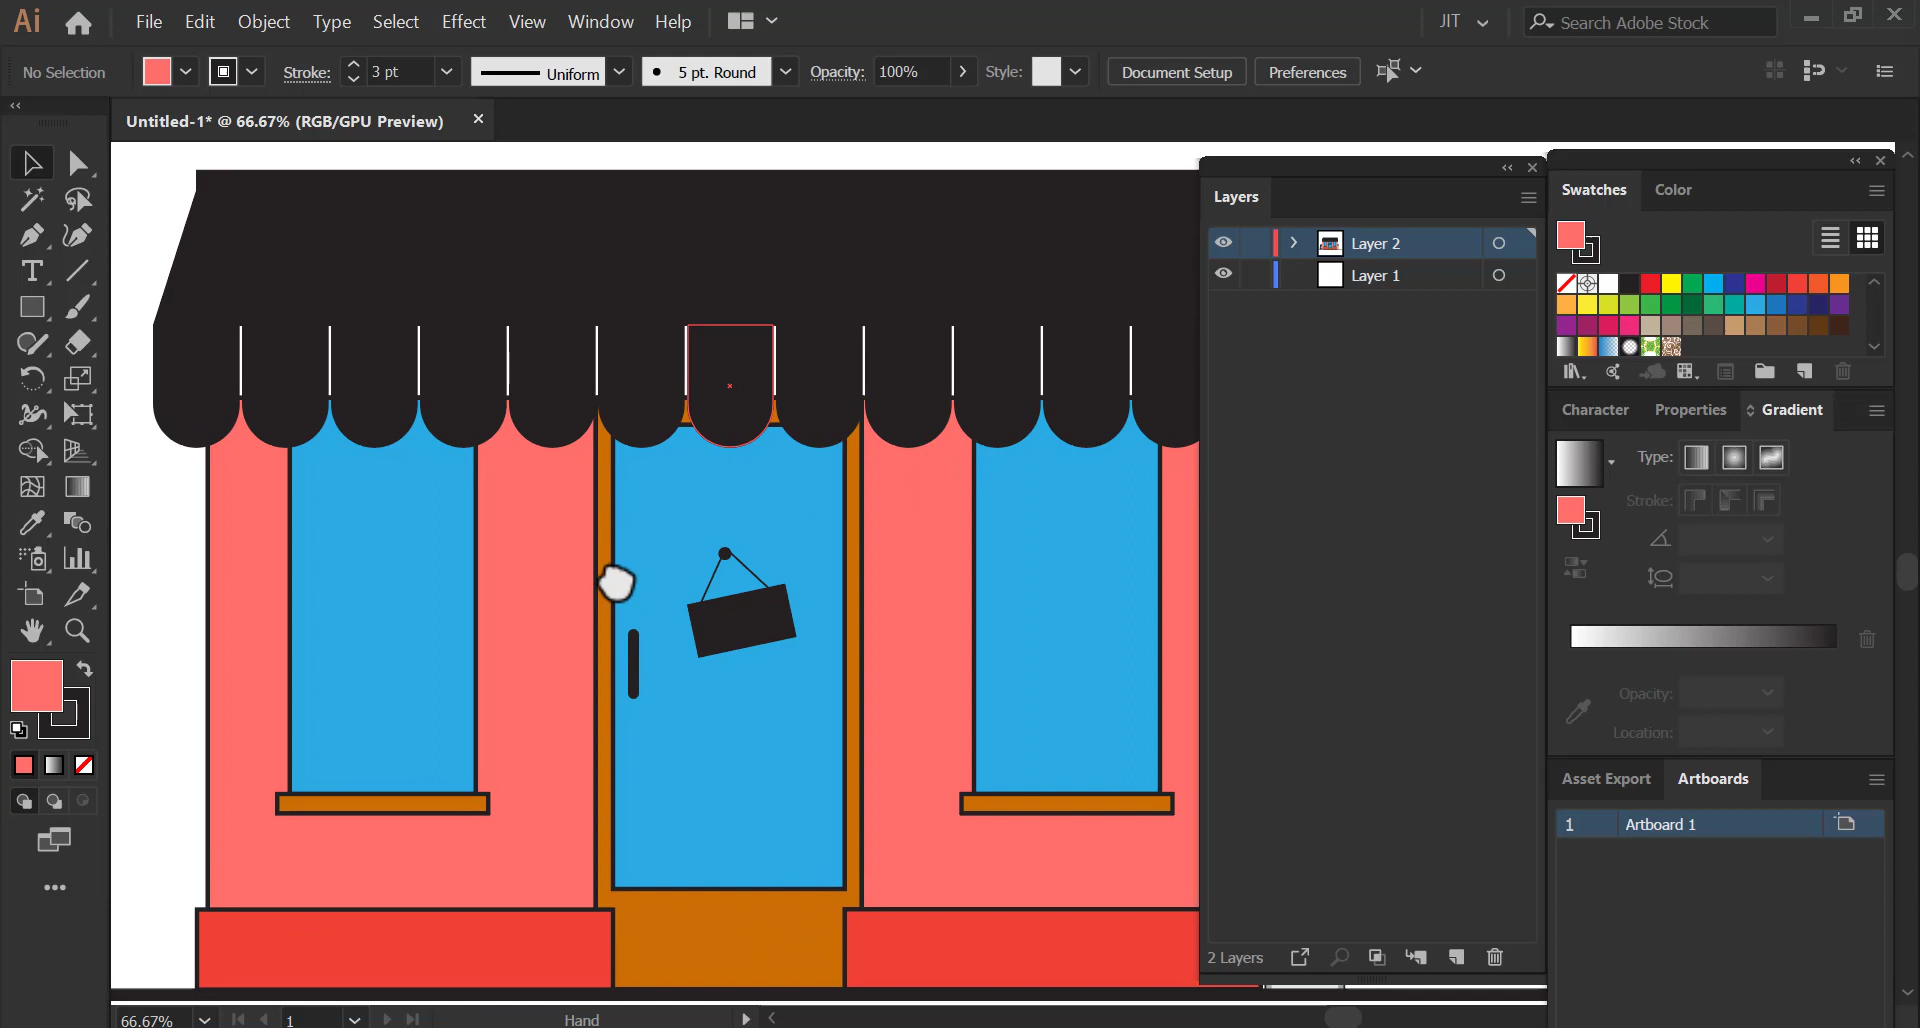 Ai File Edit Object Type Select Effect View Window Help JIT Search Adobe Stock
No Selection Stroke: 3 pt Uniform 5 pt. Round Opacity: 100% Style: Document Setup Preferences
Untitled-1* @ 66.67% (RGB/GPU Preview)
Layers
Layer 2
Layer 1
2 Layers
Swatches Color
Character Properties Gradient
Type:
Stroke:
Opacity:
Location:
Asset Export Artboards
1 Artboard 1
66.67% 1 Hand